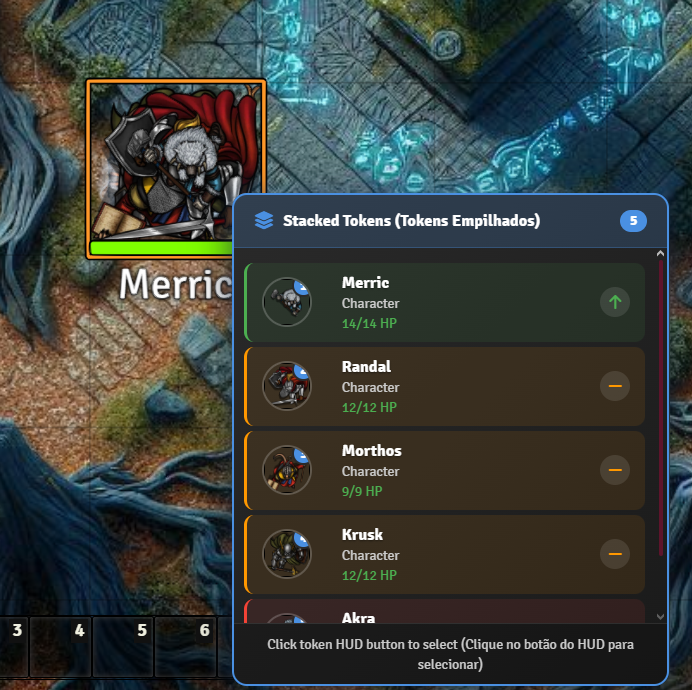 Merric
Stacked Tokens (Tokens Empilhados)
5
Merric
Character
14/14 HP
Randal
Character
12/12 HP
Morthos
Character
9/9 HP
Krusk
Character
12/12 HP
Akra
Click token HUD button to select (Clique no botão do HUD para
selecionar)
3
4
5
6